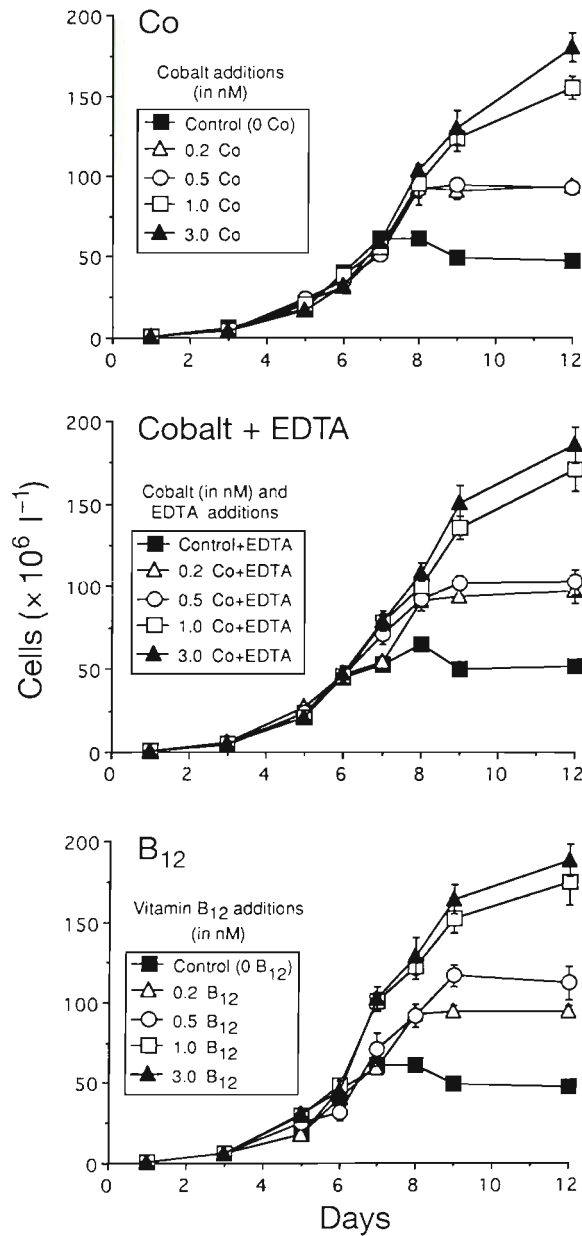 Co
Cobalt additions
(in nM)
Control (0 Co)
0.2 Co
0.5 Co
1.0 Co
3.0 Co
200
150
100
50
0
0 2 4 6 8 10 12
Cobalt + EDTA
Cobalt (in nM) and
EDTA additions
Control+EDTA
0.2 Co+EDTA
0.5 Co+EDTA
1.0 Co+EDTA
3.0 Co+EDTA
200
150
100
50
0
0 2 4 6 8 10 12
Cells (× 10⁶ l⁻¹)
B₁₂
Vitamin B₁₂ additions
(in nM)
Control (0 B₁₂)
0.2 B₁₂
0.5 B₁₂
1.0 B₁₂
3.0 B₁₂
200
150
100
50
0
0 2 4 6 8 10 12
Days